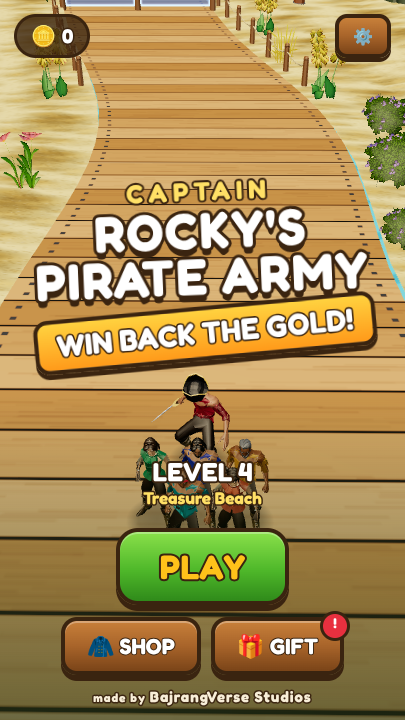 0
CAPTAIN
ROCKY'S
PIRATE ARMY
WIN BACK THE GOLD!
LEVEL 4
Treasure Beach
PLAY
SHOP
GIFT
!
made by BajrangVerse Studios